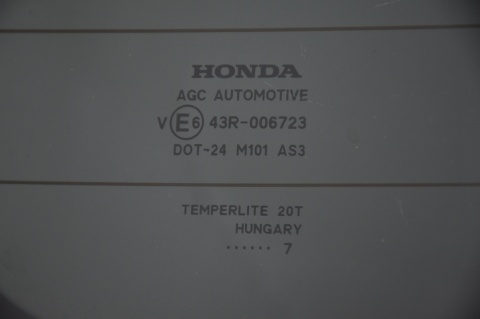 HONDA
AGC AUTOMOTIVE
V E6 43R-006723
DOT-24 M101 AS3
TEMPERLITE 20T
HUNGARY
...... 7